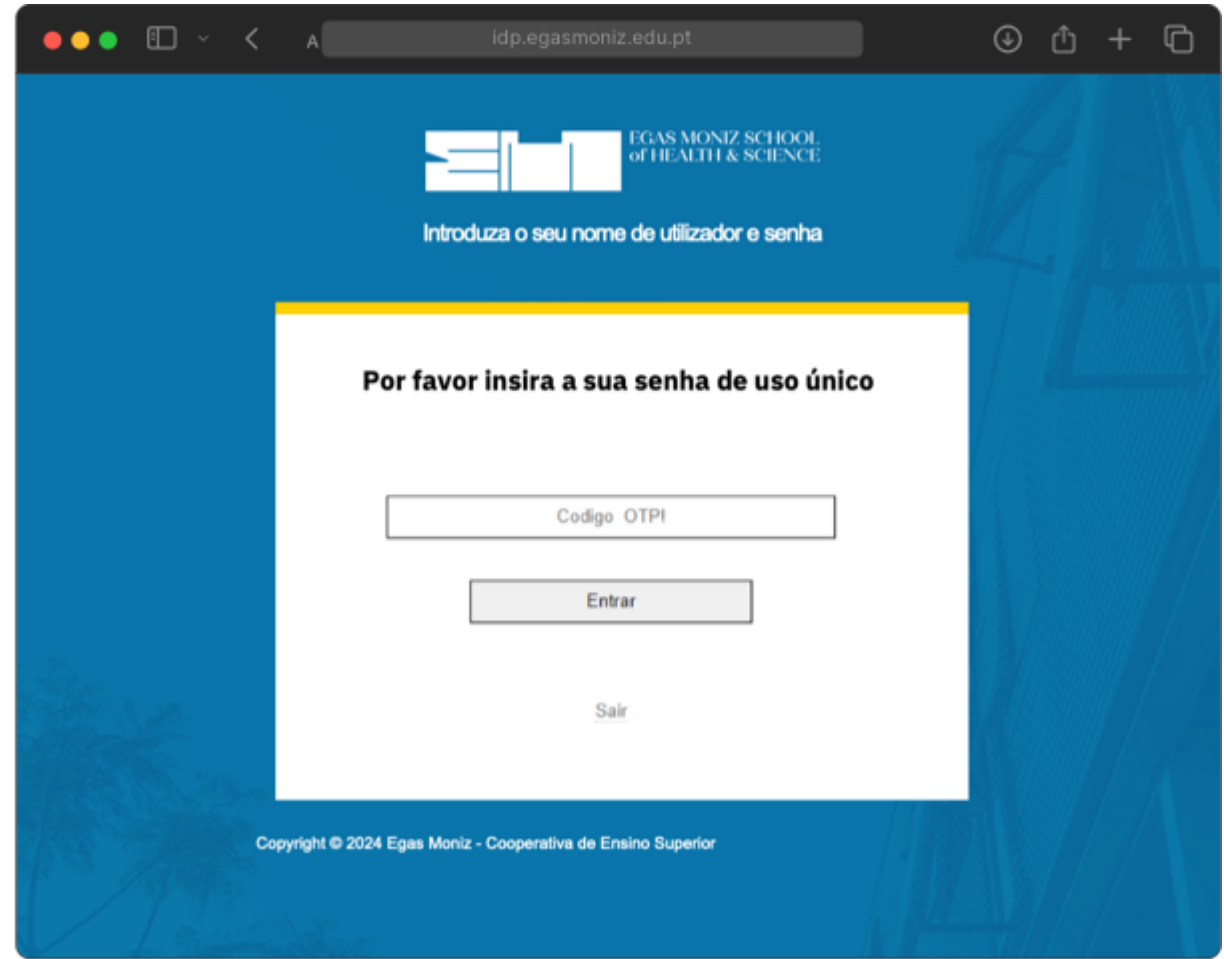 A
idp.egasmoniz.edu.pt
EGAS MONIZ SCHOOL
of HEALTH & SCIENCE
Introduza o seu nome de utilizador e senha
Por favor insira a sua senha de uso único
Codigo OTP!
Entrar
Sair
Copyright © 2024 Egas Moniz - Cooperativa de Ensino Superior